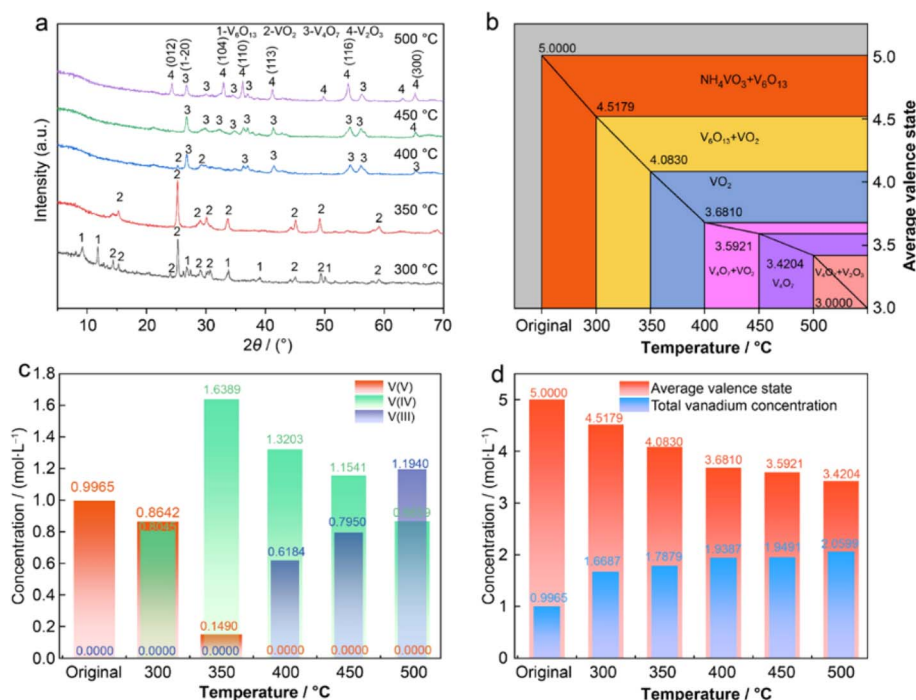 a
1-V₆O₁₃ 2-VO₂ 3-V₄O₇ 4-V₂O₃
500 °C
(012)
(1-20)
(104)
(110)
(113)
(116)
(300)
4 3 3 4 3 4 3 4 4 4 3 4 4
450 °C
3 3 3 3 3 3 3 3 3 4
400 °C
2 3 2 3 3 3 3 3 3
350 °C
2 2 2 2 2 2 2 2
300 °C
1 1 2 2 2 2 1 2 2 1 1 2 2 1 2
Intensity (a.u.)
10 20 30 40 50 60 70
2θ / (°)
b
5.0000
NH₄VO₃+V₆O₁₃
4.5179
V₆O₁₃+VO₂
4.0830
VO₂
3.6810
3.5921
V₄O₇+VO₂
3.4204
V₄O₇
3.0000
5.0
4.5
4.0
3.5
3.0
Average valence state
Original 300 350 400 450 500
Temperature / °C
c
V(V)
V(IV)
V(III)
1.8
1.6
1.4
1.2
1.0
0.8
0.6
0.4
0.2
0.0
Concentration / (mol·L⁻¹)
0.9965
0.0000
0.8642
0.8045
0.0000
1.6389
0.1490
0.0000
1.3203
0.6184
0.0000
1.1541
0.7950
0.0000
1.1940
0.0000
Original 300 350 400 450 500
Temperature / °C
d
Average valence state
Total vanadium concentration
5
4
3
2
1
0
Concentration / (mol·L⁻¹)
5.0000
4.5179
4.0830
3.6810
3.5921
3.4204
0.9965
1.6687
1.7879
1.9387
1.9491
2.0599
Original 300 350 400 450 500
Temperature / °C